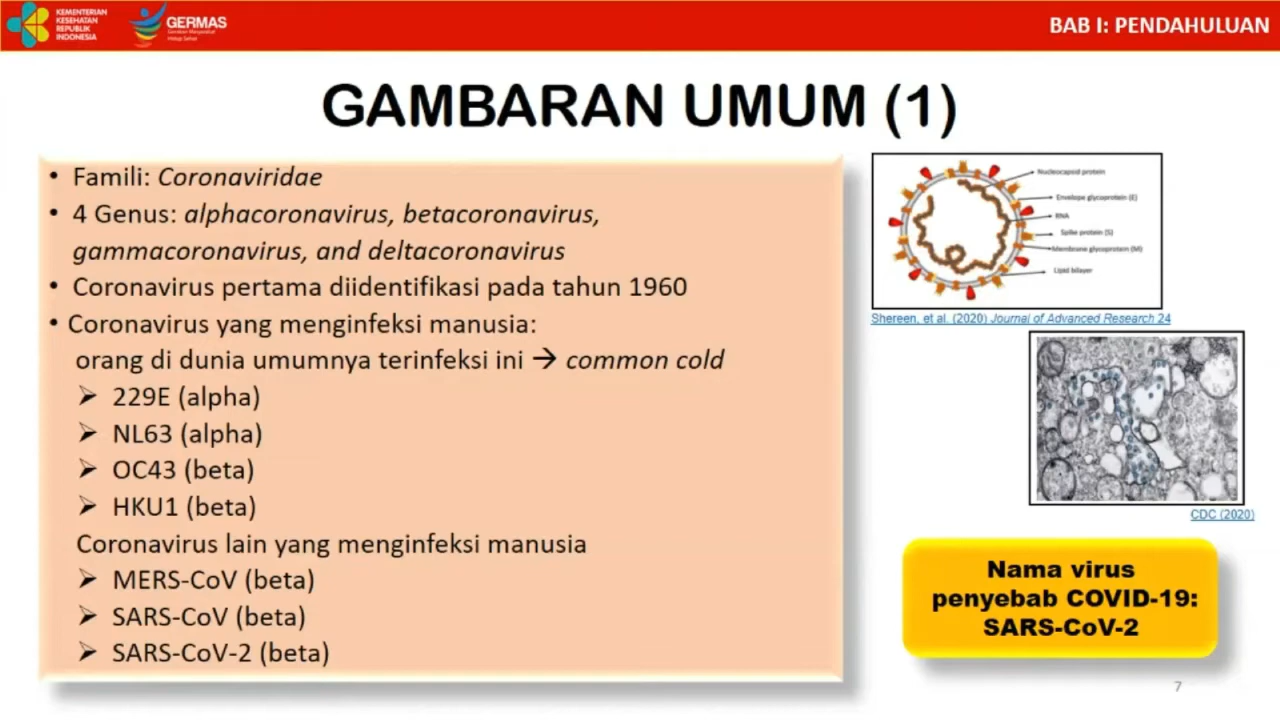 KEMENTERIAN
KESEHATAN
REPUBLIK
INDONESIA
GERMAS
Gerakan Masyarakat
Hidup Sehat
BAB I: PENDAHULUAN
GAMBARAN UMUM (1)
• Famili: Coronaviridae
• 4 Genus: alphacoronavirus, betacoronavirus,
gammacoronavirus, and deltacoronavirus
• Coronavirus pertama diidentifikasi pada tahun 1960
• Coronavirus yang menginfeksi manusia:
orang di dunia umumnya terinfeksi ini → common cold
➢ 229E (alpha)
➢ NL63 (alpha)
➢ OC43 (beta)
➢ HKU1 (beta)
Coronavirus lain yang menginfeksi manusia
➢ MERS-CoV (beta)
➢ SARS-CoV (beta)
➢ SARS-CoV-2 (beta)
Nucleocapsid protein
Envelope glycoprotein (E)
RNA
Spike protein (S)
Membrane glycoprotein (M)
Lipid bilayer
Shereen, et al. (2020) Journal of Advanced Research 24
CDC (2020)
Nama virus
penyebab COVID-19:
SARS-CoV-2
7